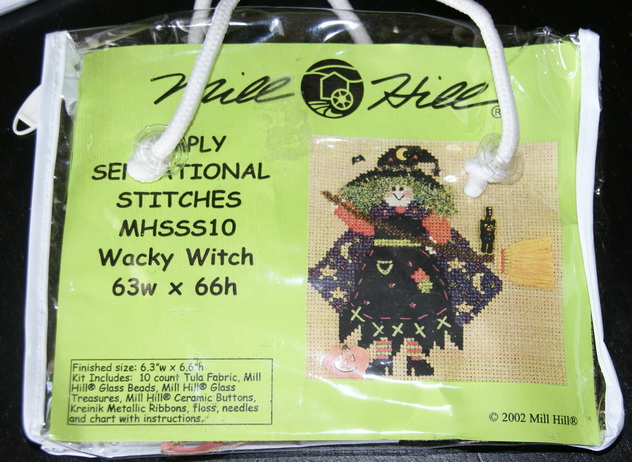 Mill Hill®
PLY
SE ATIONAL
STITCHES
MHSSS10
Wacky Witch
63w x 66h
Finished size: 6.3"w x 6.6"h
Kit Includes: 10 count Tula Fabric, Mill
Hill® Glass Beads, Mill Hill® Glass
Treasures, Mill Hill® Ceramic Buttons,
Kreinik Metallic Ribbons, floss, needles
and chart with instructions.
© 2002 Mill Hill®